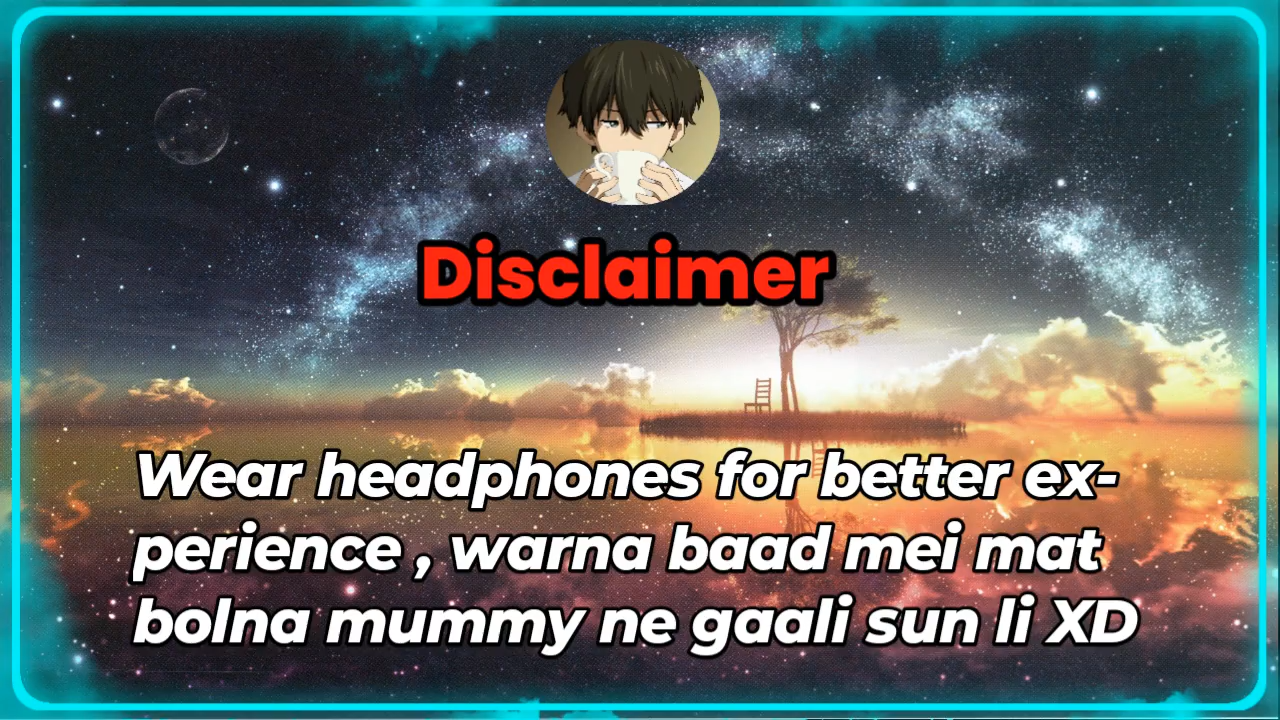 Disclaimer
Wear headphones for better ex-
perience , warna baad mei mat
bolna mummy ne gaali sun li XD